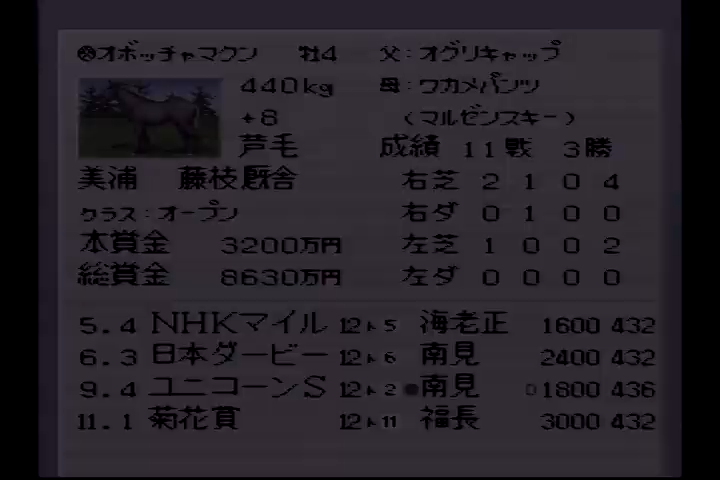 オボッチャマクン 牡4 父:オグリキャップ
440kg 母:ワカメパンツ
+8 (マルゼンスキー)
芦毛 成績 11戦 3勝
美浦 藤枝厩舎 右芝 2 1 0 4
クラス:オープン 右ダ 0 1 0 0
本賞金 3200万円 左芝 1 0 0 2
総賞金 8630万円 左ダ 0 0 0 0
5.4 NHKマイル 12ト5 海老正 1600 432
6.3 日本ダービー 12ト6 南見 2400 432
9.4 ユニコーンS 12ト2 ●南見 D1800 436
11.1 菊花賞 12ト11 福長 3000 432